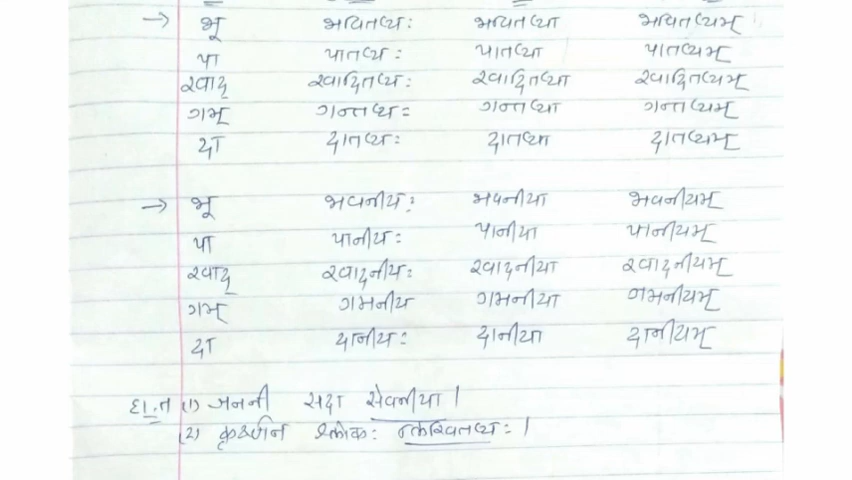 → भू भवितव्यः भवितव्या भवितव्यम्
पा पातव्यः पातव्या पातव्यम्
खाद् खादितव्यः खादितव्या खादितव्यम्
गम् गन्तव्यः गन्तव्या गन्तव्यम्
दा दातव्यः दातव्या दातव्यम्
→ भू भवनीयः भवनीया भवनीयम्
पा पानीयः पानीया पानीयम्
खाद् खादनीयः खादनीया खादनीयम्
गम् गमनीय गमनीया गमनीयम्
दा दानीयः दानीया दानीयम्
(1) जननी सदा सेवनीया।
(2) श्लोकः